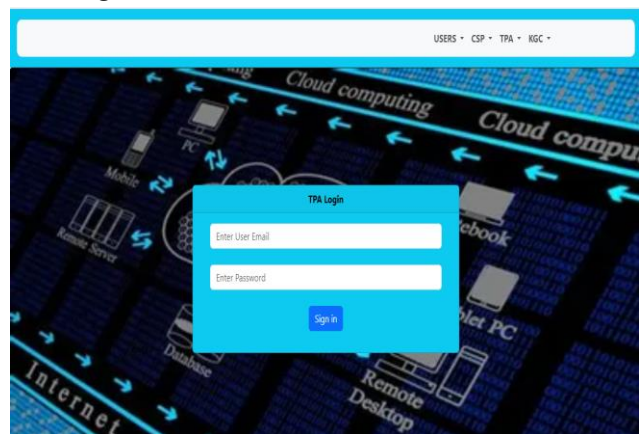 USERS CSP TPA KGC
Cloud computing
Cloud compu
PC
Mobile
Remote Server
TPA Login
Enter User Email
Enter Password
Sign in
ebook
blet PC
Database
Remote
Desktop
Internet